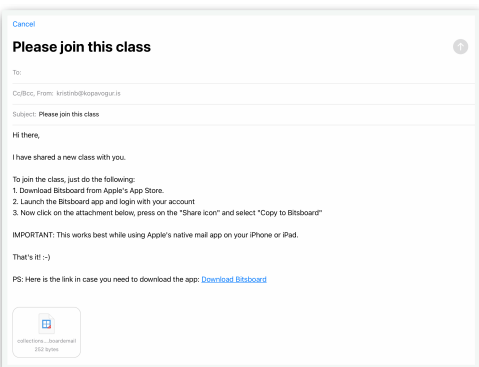 Cancel
Please join this class
To:
Cc/Bcc, From: kristinb@kopavogur.is
Subject: Please join this class
Hi there,
I have shared a new class with you.
To join the class, just do the following:
1. Download Bitsboard from Apple's App Store.
2. Launch the Bitsboard app and login with your account
3. Now click on the attachment below, press on the "Share icon" and select "Copy to Bitsboard"
IMPORTANT: This works best while using Apple's native mail app on your iPhone or iPad.
That's it! :-)
PS: Here is the link in case you need to download the app: Download Bitsboard
collections....boardemail
252 bytes